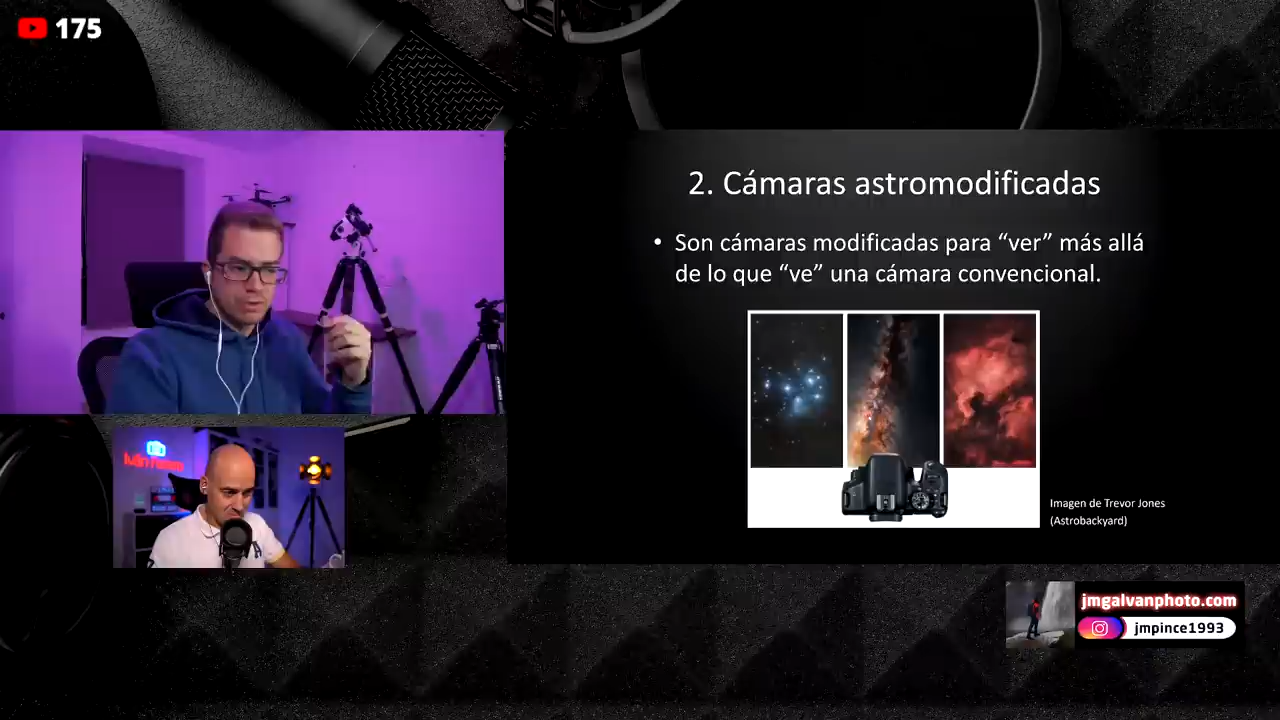 175
2. Cámaras astromodificadas
• Son cámaras modificadas para “ver” más allá
de lo que “ve” una cámara convencional.
Imagen de Trevor Jones
(Astrobackyard)
jmgalvanphoto.com
jmpince1993